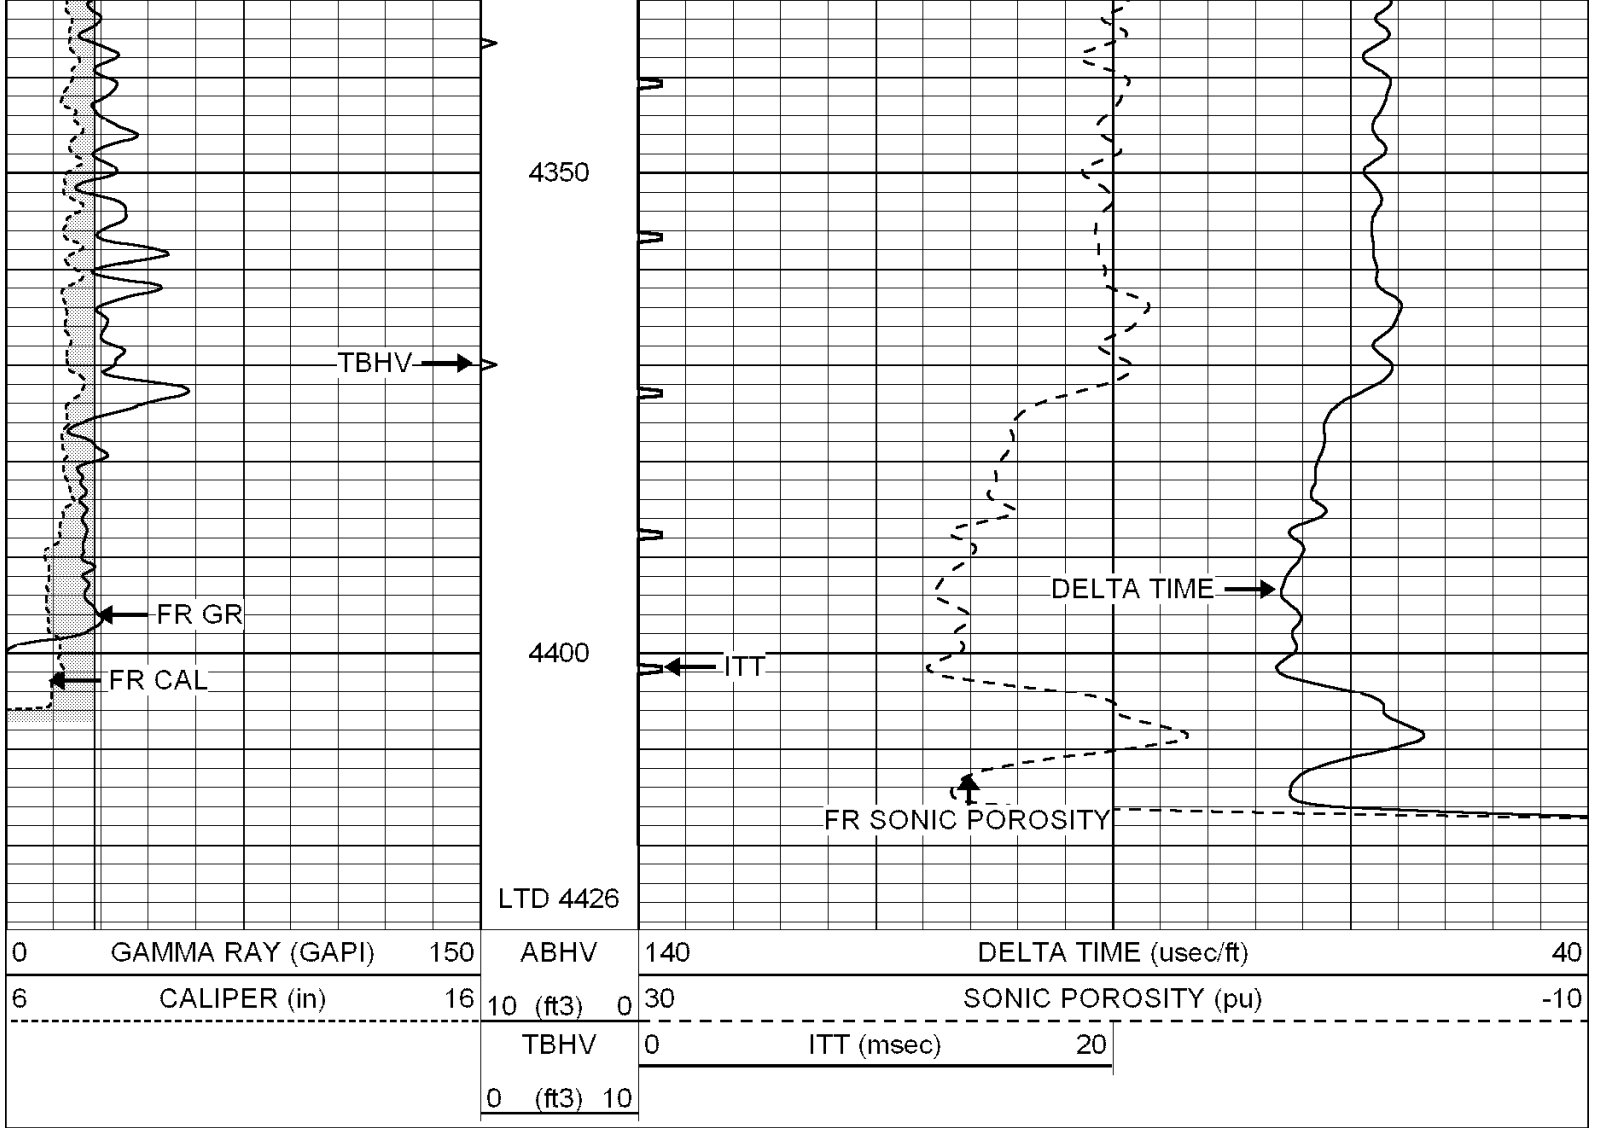 4350
TBHV
DELTA TIME
FR GR
4400
ITT
FR CAL
FR SONIC POROSITY
LTD 4426
0 GAMMA RAY (GAPI) 150
ABHV
140 DELTA TIME (usec/ft) 40
6 CALIPER (in) 16
10 (ft3) 0
30 SONIC POROSITY (pu) -10
TBHV
0 ITT (msec) 20
0 (ft3) 10